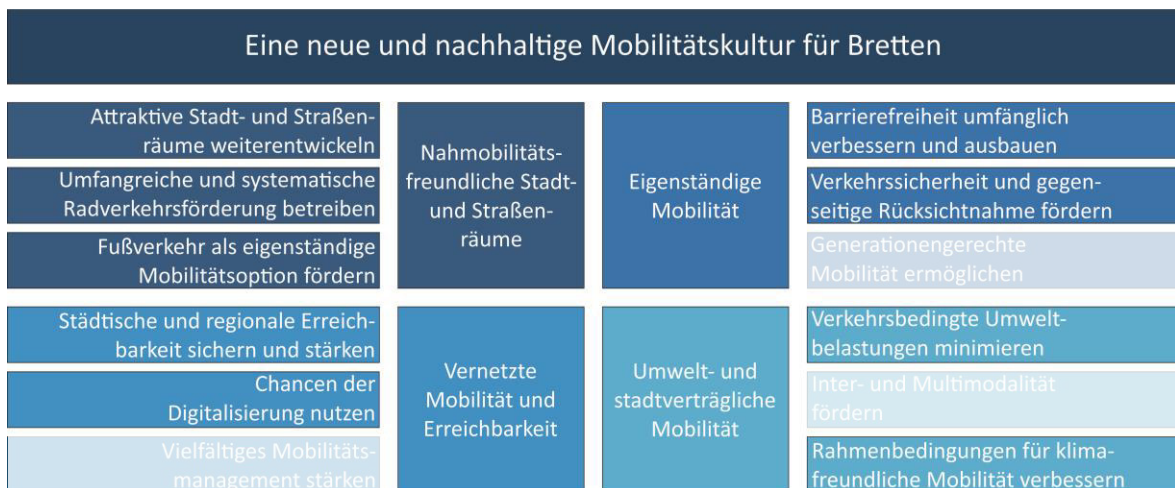 Eine neue und nachhaltige Mobilitätskultur für Bretten
Attraktive Stadt- und Straßen-
räume weiterentwickeln
Umfangreiche und systematische
Radverkehrsförderung betreiben
Fußverkehr als eigenständige
Mobilitätsoption fördern
Nahmobilitäts-
freundliche Stadt-
und Straßen-
räume
Eigenständige
Mobilität
Barrierefreiheit umfänglich
verbessern und ausbauen
Verkehrssicherheit und gegen-
seitige Rücksichtnahme fördern
Generationengerechte
Mobilität ermöglichen
Städtische und regionale Erreich-
barkeit sichern und stärken
Chancen der
Digitalisierung nutzen
Vielfältiges Mobilitäts-
management stärken
Vernetzte
Mobilität und
Erreichbarkeit
Umwelt- und
stadtverträgliche
Mobilität
Verkehrsbedingte Umwelt-
belastungen minimieren
Inter- und Multimodalität
fördern
Rahmenbedingungen für klima-
freundliche Mobilität verbessern